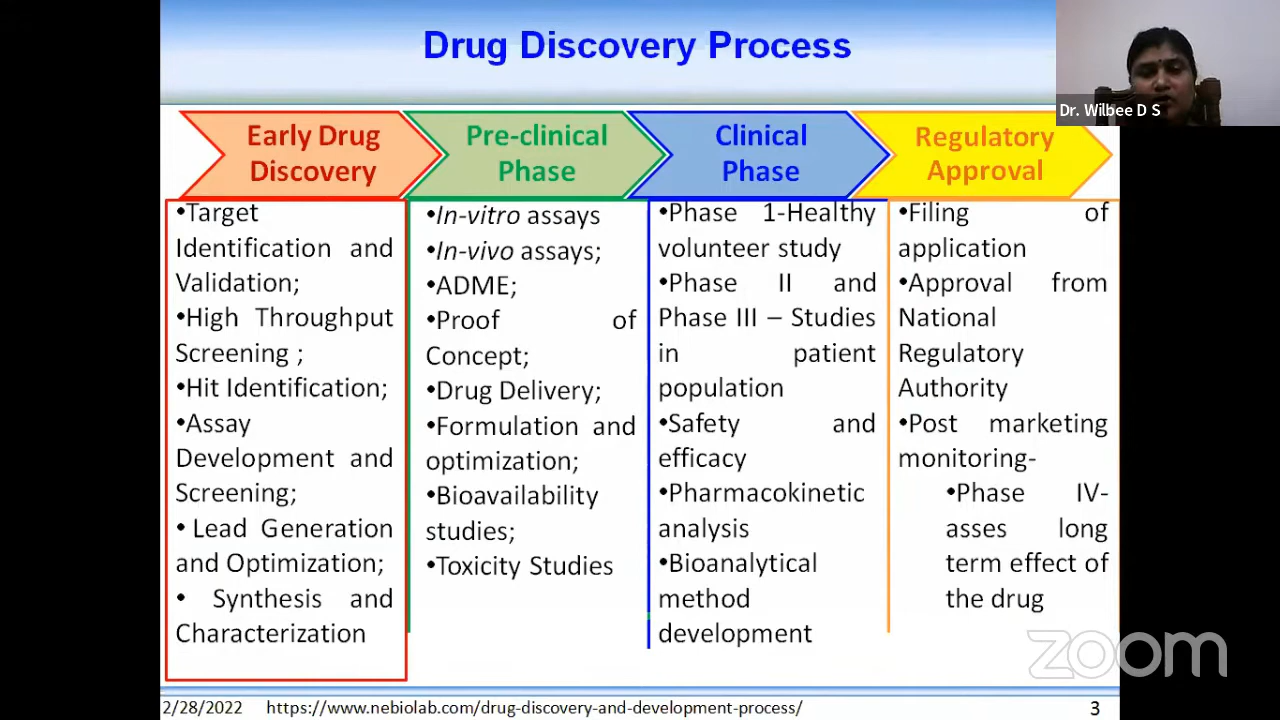 Drug Discovery Process
Dr. Wilbee D S
Early Drug
Discovery
Pre-clinical
Phase
Clinical
Phase
Regulatory
Approval
•Target
Identification and
Validation;
•High Throughput
Screening ;
•Hit Identification;
•Assay
Development and
Screening;
• Lead Generation
and Optimization;
• Synthesis and
Characterization
•In-vitro assays
•In-vivo assays;
•ADME;
•Proof of
Concept;
•Drug Delivery;
•Formulation and
optimization;
•Bioavailability
studies;
•Toxicity Studies
•Phase 1-Healthy
volunteer study
•Phase II and
Phase III – Studies
in patient
population
•Safety and
efficacy
•Pharmacokinetic
analysis
•Bioanalytical
method
development
•Filing of
application
•Approval from
National
Regulatory
Authority
•Post marketing
monitoring-
•Phase IV-
asses long
term effect of
the drug
zoom
2/28/2022 https://www.nebiolab.com/drug-discovery-and-development-process/ 3